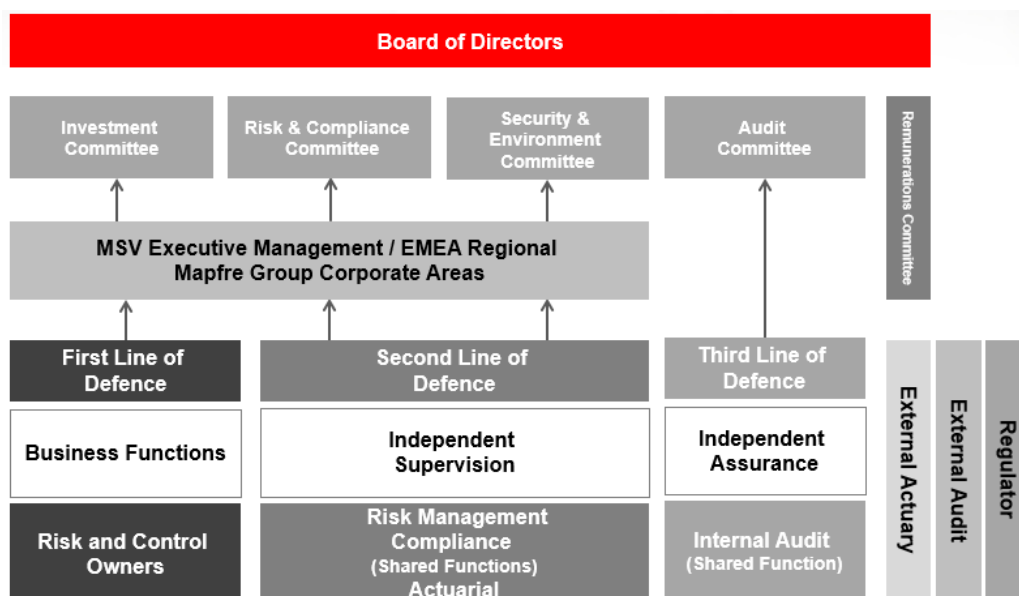 Board of Directors
Investment
Committee
Risk & Compliance
Committee
Security &
Environment
Committee
Audit
Committee
Remunerations Committee
MSV Executive Management / EMEA Regional
Mapfre Group Corporate Areas
First Line of
Defence
Second Line of
Defence
Third Line of
Defence
Business Functions
Independent
Supervision
Independent
Assurance
Risk and Control
Owners
Risk Management
Compliance
(Shared Functions)
Actuarial
Internal Audit
(Shared Function)
External Actuary
External Audit
Regulator